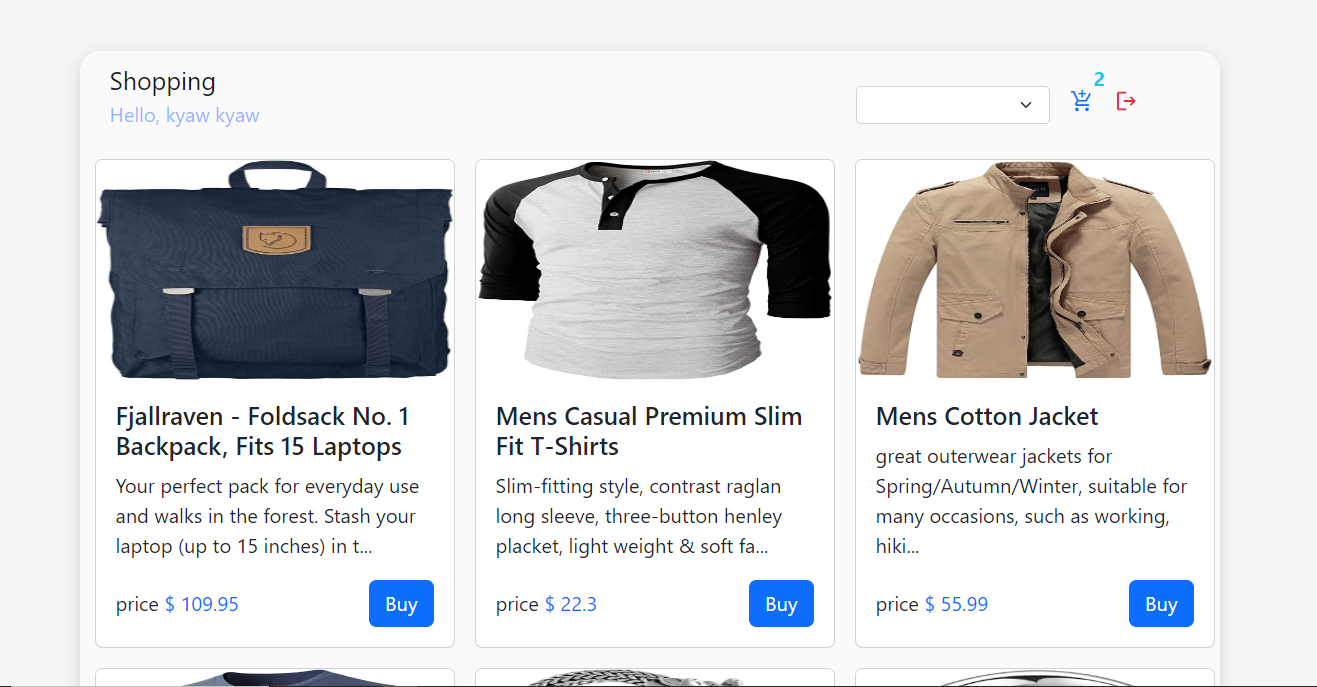 Shopping
Hello, kyaw kyaw
2
Fjallraven - Foldsack No. 1
Backpack, Fits 15 Laptops
Your perfect pack for everyday use
and walks in the forest. Stash your
laptop (up to 15 inches) in t...
price $ 109.95
Buy
Mens Casual Premium Slim
Fit T-Shirts
Slim-fitting style, contrast raglan
long sleeve, three-button henley
placket, light weight & soft fa...
price $ 22.3
Buy
Mens Cotton Jacket
great outerwear jackets for
Spring/Autumn/Winter, suitable for
many occasions, such as working,
hiki...
price $ 55.99
Buy